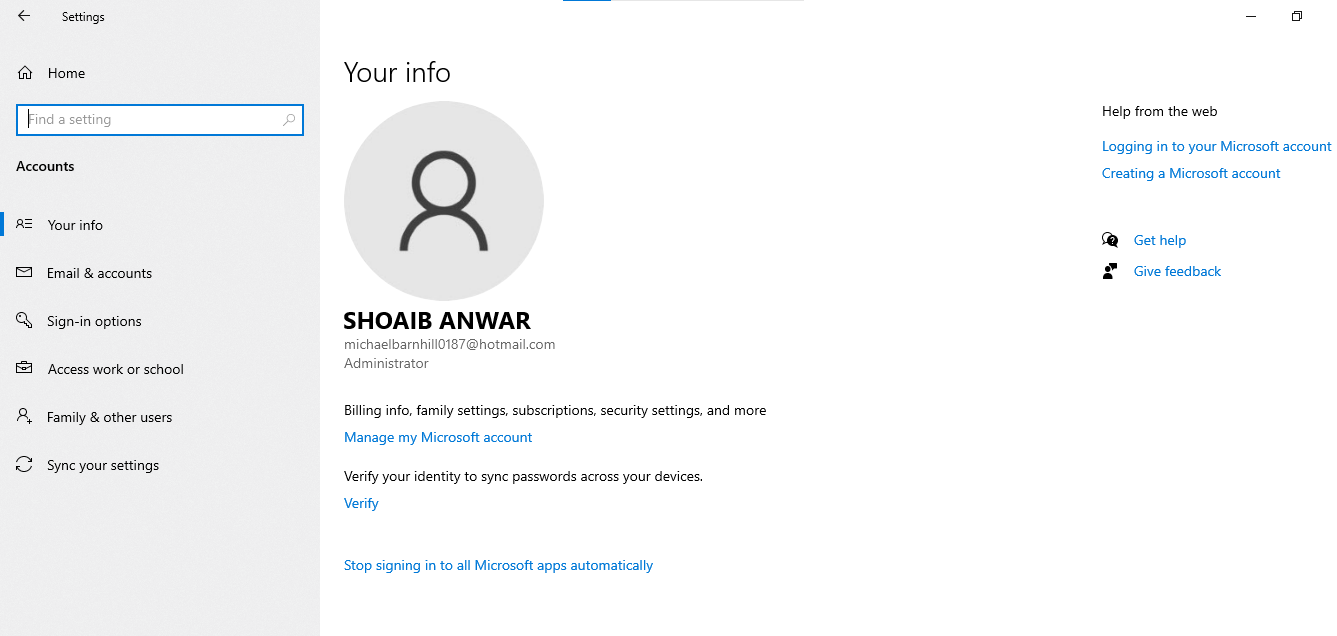 Settings
Home
Find a setting
Accounts
Your info
Email & accounts
Sign-in options
Access work or school
Family & other users
Sync your settings
Your info
SHOAIB ANWAR
michaelbarnhill0187@hotmail.com
Administrator
Billing info, family settings, subscriptions, security settings, and more
Manage my Microsoft account
Verify your identity to sync passwords across your devices.
Verify
Stop signing in to all Microsoft apps automatically
Help from the web
Logging in to your Microsoft account
Creating a Microsoft account
Get help
Give feedback